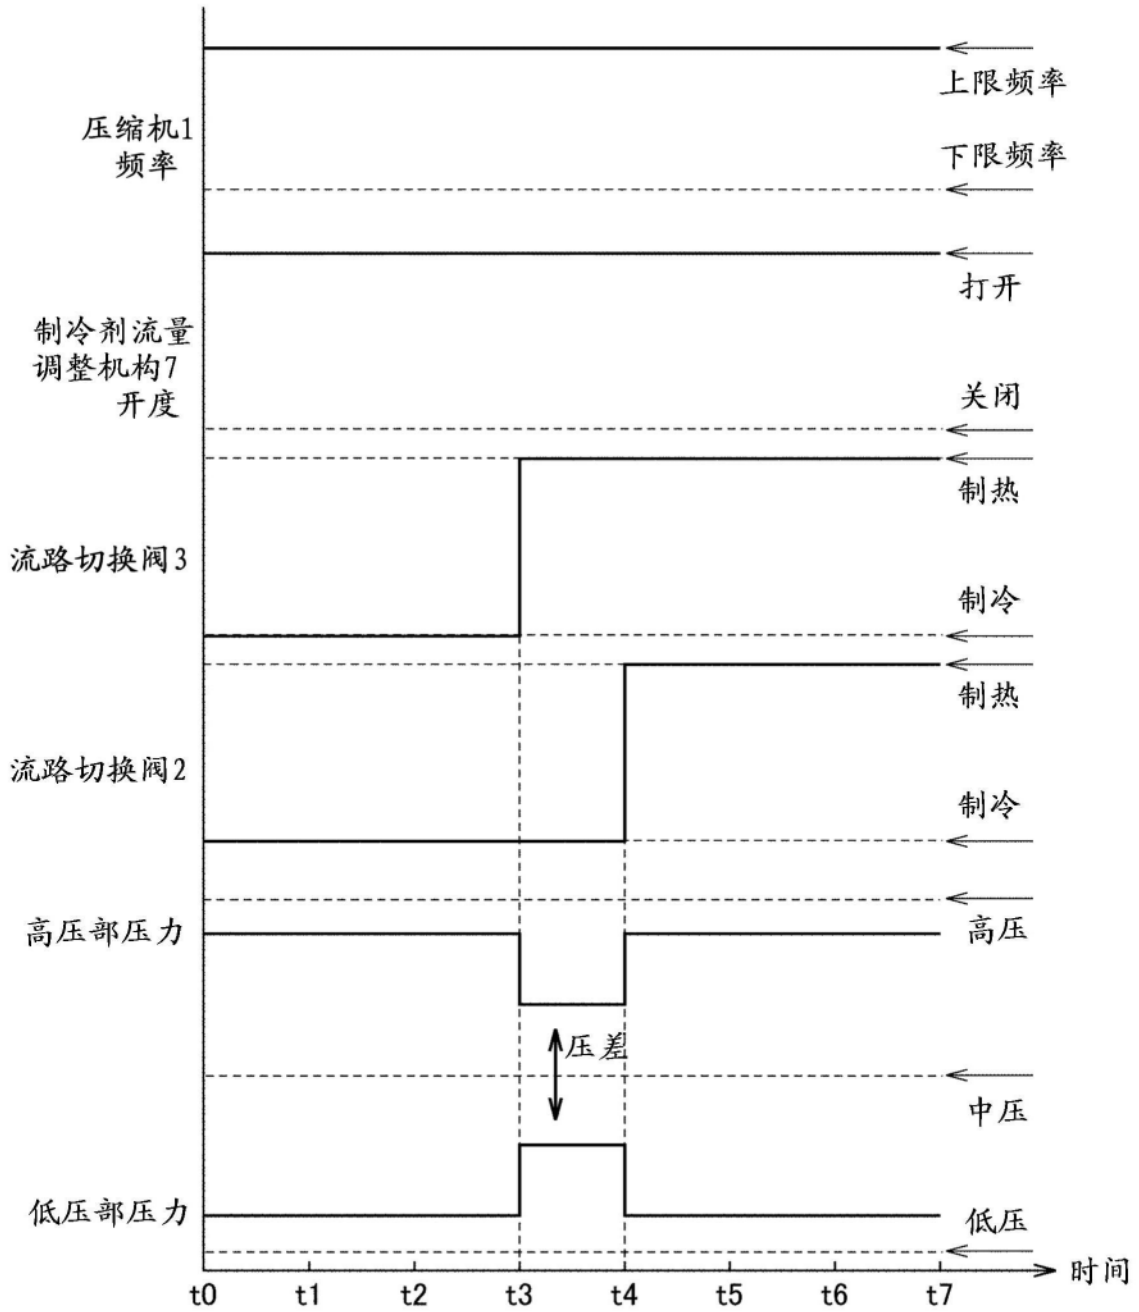 上限频率
压缩机1
频率
下限频率
打开
制冷剂流量
调整机构7
开度
关闭
制热
流路切换阀3
制冷
制热
流路切换阀2
制冷
高压部压力
高压
压差
中压
低压部压力
低压
时间
t0 t1 t2 t3 t4 t5 t6 t7